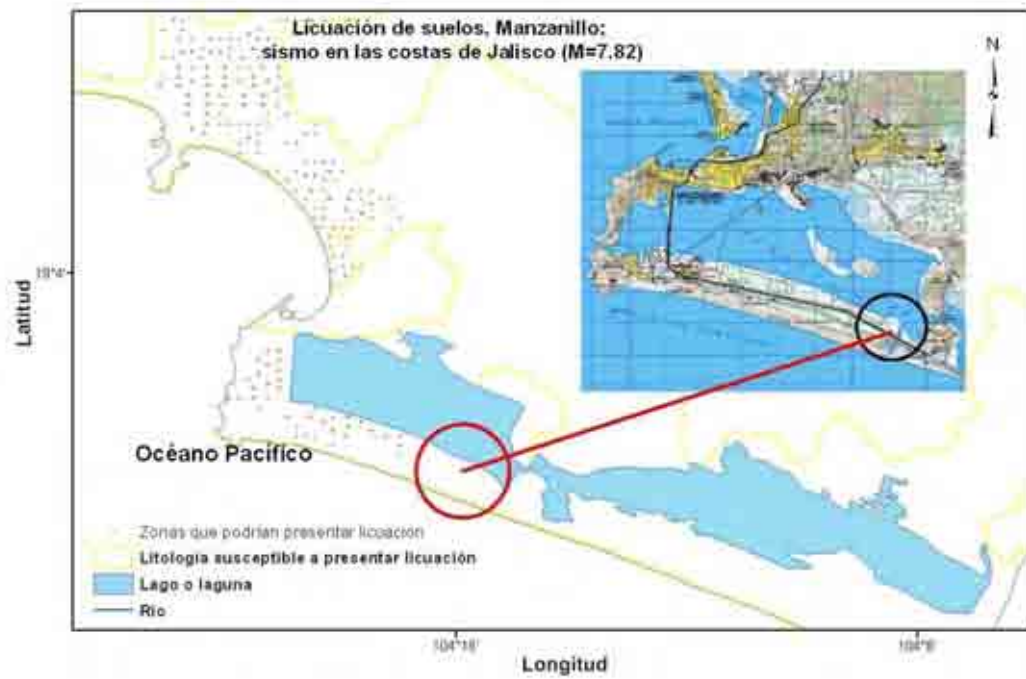 Licuación de suelos, Manzanillo:
sismo en las costas de Jalisco (M=7.82)
N
Latitud
Océano Pacífico
Zonas que podrían presentar licuación
Litología susceptible a presentar licuación
Lago o laguna
Río
Longitud